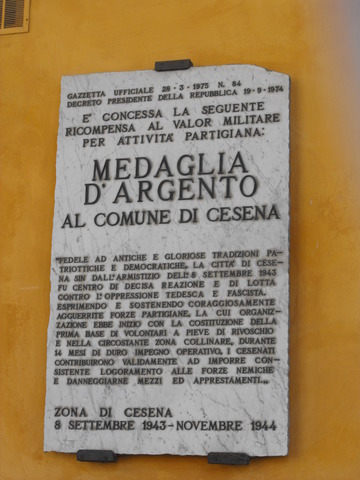 GAZZETTA UFFICIALE 28-3-1975 N. 84
DECRETO PRESIDENTE DELLA REPUBBLICA 19-9-1974
E' CONCESSA LA SEGUENTE
RICOMPENSA AL VALOR MILITARE
PER ATTIVITÀ PARTIGIANA:
MEDAGLIA
D'ARGENTO
AL COMUNE DI CESENA
"FEDELE AD ANTICHE E GLORIOSE TRADIZIONI PA-
TRIOTTICHE E DEMOCRATICHE, LA CITTÀ DI CESE-
NA SIN DALL'ARMISTIZIO DELL'8 SETTEMBRE 1943
FU CENTRO DI DECISA REAZIONE E DI LOTTA
CONTRO L'OPPRESSIONE TEDESCA E FASCISTA.
ESPRIMENDO E SOSTENENDO CORAGGIOSAMENTE
AGGUERRITE FORZE PARTIGIANE, LA CUI ORGANIZ-
ZAZIONE EBBE INIZIO CON LA COSTITUZIONE DELLA
PRIMA BASE DI VOLONTARI A PIEVE DI RIVOSCHIO
E NELLA CIRCOSTANTE ZONA COLLINARE, DURANTE
14 MESI DI DURO IMPEGNO OPERATIVO, I CESENATI
CONTRIBUIRONO VALIDAMENTE AD IMPORRE CON-
SISTENTE LOGORAMENTO ALLE FORZE NEMICHE
E DANNEGGIARNE MEZZI ED APPRESTAMENTI.,,
ZONA DI CESENA
8 SETTEMBRE 1943-NOVEMBRE 1944